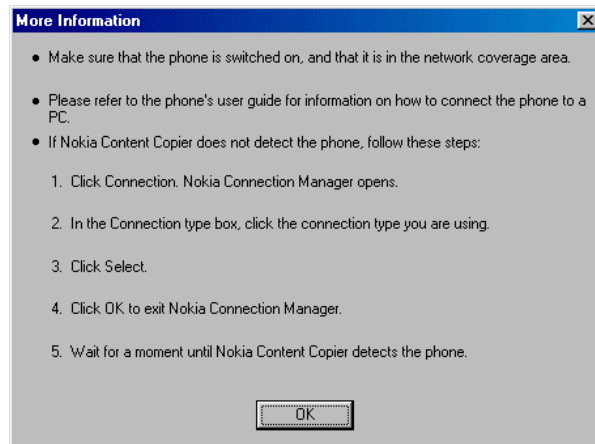 More Information
• Make sure that the phone is switched on, and that it is in the network coverage area.
• Please refer to the phone's user guide for information on how to connect the phone to a
PC.
• If Nokia Content Copier does not detect the phone, follow these steps:
1. Click Connection. Nokia Connection Manager opens.
2. In the Connection type box, click the connection type you are using.
3. Click Select.
4. Click OK to exit Nokia Connection Manager.
5. Wait for a moment until Nokia Content Copier detects the phone.
OK